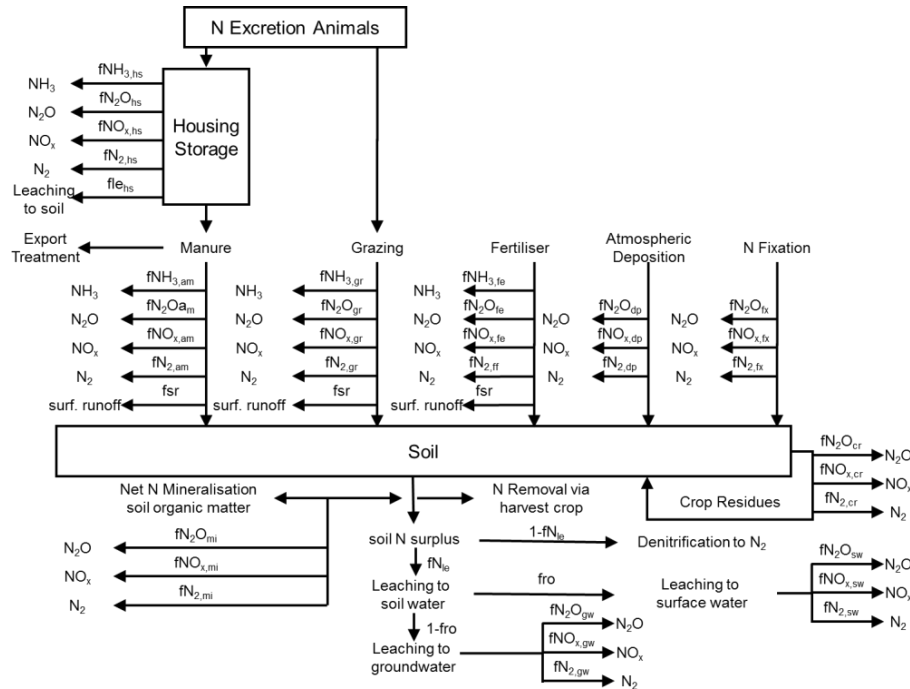 N Excretion Animals
fNH₃,hs
NH₃
fN₂Ohs
N₂O
Housing
Storage
fNOx,hs
NOx
fN₂,hs
N₂
flehs
Leaching
to soil
Export
Treatment
Manure
Grazing
Fertiliser
Atmospheric
Deposition
N Fixation
fNH₃,am
NH₃
fN₂Oam
N₂O
fNOx,am
NOx
fN₂,am
N₂
fsr
surf. runoff
fNH₃,gr
NH₃
fN₂Ogr
N₂O
fNOx,gr
NOx
fN₂,gr
N₂
fsr
surf. runoff
fNH₃,fe
NH₃
fN₂Ofe
N₂O
fNOx,fe
NOx
fN₂,ff
N₂
fsr
surf. runoff
fN₂Odp
N₂O
fNOx,dp
NOx
fN₂,dp
N₂
fN₂Ofx
N₂O
fNOx,fx
NOx
fN₂,fx
N₂
Soil
fN₂Ocr
N₂O
fNOx,cr
NOx
fN₂,cr
N₂
Crop Residues
Net N Mineralisation
soil organic matter
N Removal via
harvest crop
fN₂Omi
N₂O
fNOx,mi
NOx
fN₂,mi
N₂
soil N surplus
1-fNle
Denitrification to N₂
fNle
Leaching to
soil water
fro
Leaching to
surface water
fN₂Osw
N₂O
fNOx,sw
NOx
fN₂,sw
N₂
1-fro
Leaching to
groundwater
fN₂Ogw
N₂O
fNOx,gw
NOx
fN₂,gw
N₂